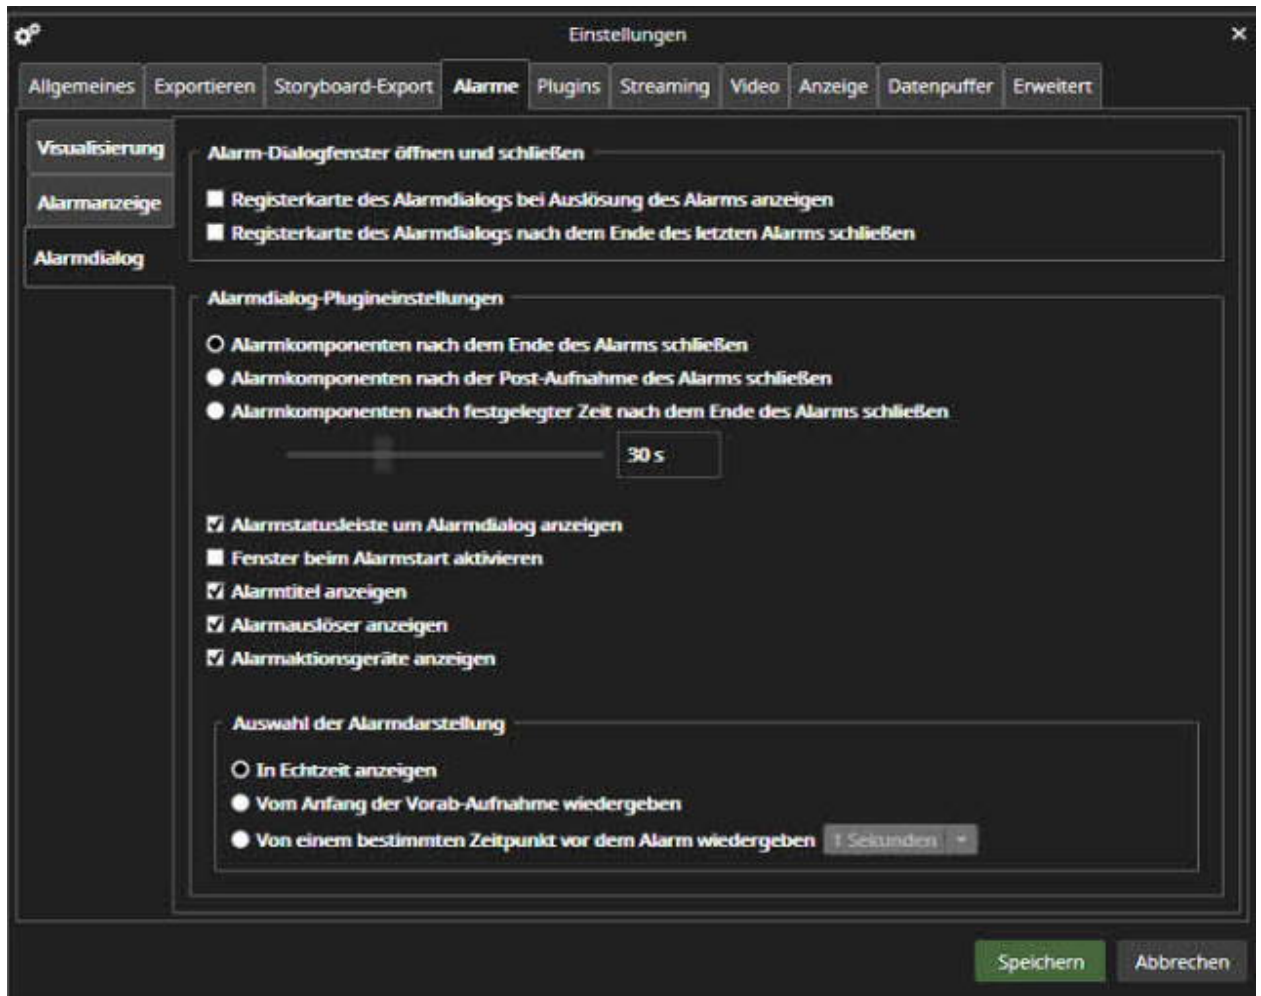 Einstellungen
Allgemeines Exportieren Storyboard-Export Alarme Plugins Streaming Video Anzeige Datenpuffer Erweitert
Visualisierung
Alarmanzeige
Alarmdialog
Alarm-Dialogfenster öffnen und schließen
Registerkarte des Alarmdialogs bei Auslösung des Alarms anzeigen
Registerkarte des Alarmdialogs nach dem Ende des letzten Alarms schließen
Alarmdialog-Plugineinstellungen
Alarmkomponenten nach dem Ende des Alarms schließen
Alarmkomponenten nach der Post-Aufnahme des Alarms schließen
Alarmkomponenten nach festgelegter Zeit nach dem Ende des Alarms schließen
30 s
Alarmstatusleiste um Alarmdialog anzeigen
Fenster beim Alarmstart aktivieren
Alarmtitel anzeigen
Alarmauslöser anzeigen
Alarmaktionsgeräte anzeigen
Auswahl der Alarmdarstellung
In Echtzeit anzeigen
Vom Anfang der Vorab-Aufnahme wiedergeben
Von einem bestimmten Zeitpunkt vor dem Alarm wiedergeben 1 Sekunden
Speichern Abbrechen